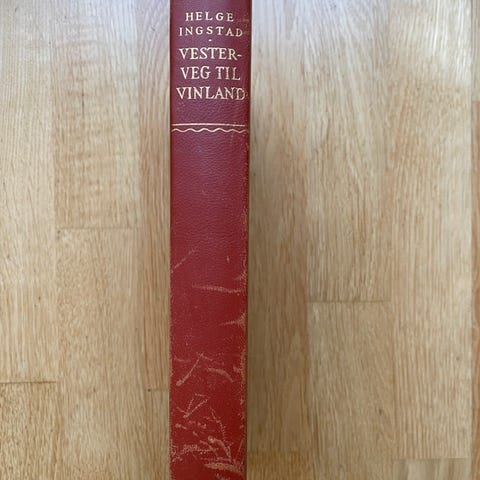 HELGE
INGSTAD
-
VESTER-
VEG TIL
VINLAND